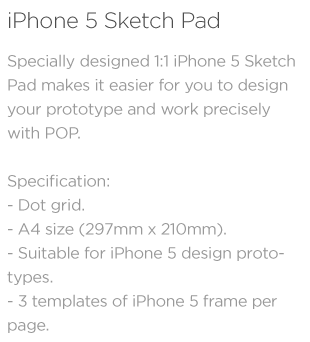 iPhone 5 Sketch Pad
Specially designed 1:1 iPhone 5 Sketch
Pad makes it easier for you to design
your prototype and work precisely
with POP.
Specification:
- Dot grid.
- A4 size (297mm x 210mm).
- Suitable for iPhone 5 design proto-
types.
- 3 templates of iPhone 5 frame per
page.